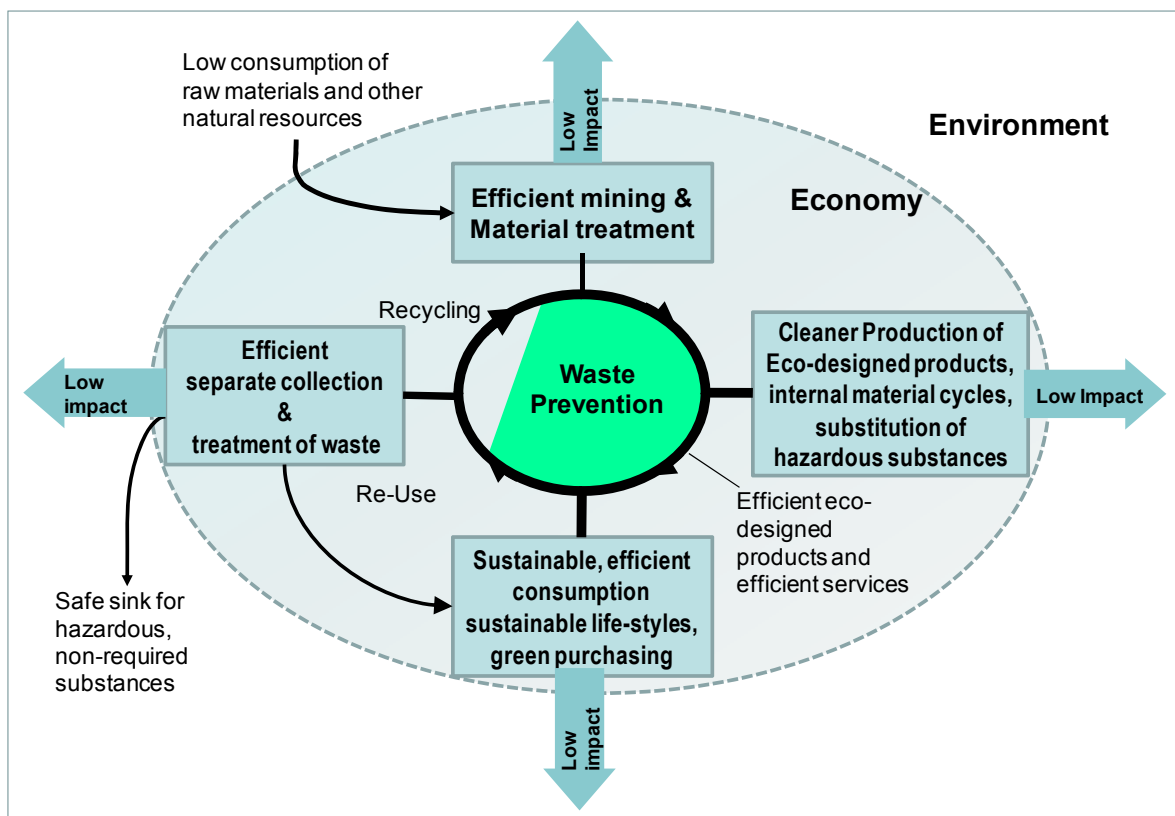 Low consumption of
raw materials and other
natural resources
Low
Impact
Environment
Economy
Efficient mining &
Material treatment
Recycling
Efficient
separate collection
&
treatment of waste
Low
impact
Waste
Prevention
Cleaner Production of
Eco-designed products,
internal material cycles,
substitution of
hazardous substances
Low Impact
Re-Use
Efficient eco-
designed
products and
efficient services
Sustainable, efficient
consumption
sustainable life-styles,
green purchasing
Safe sink for
hazardous,
non-required
substances
Low
impact